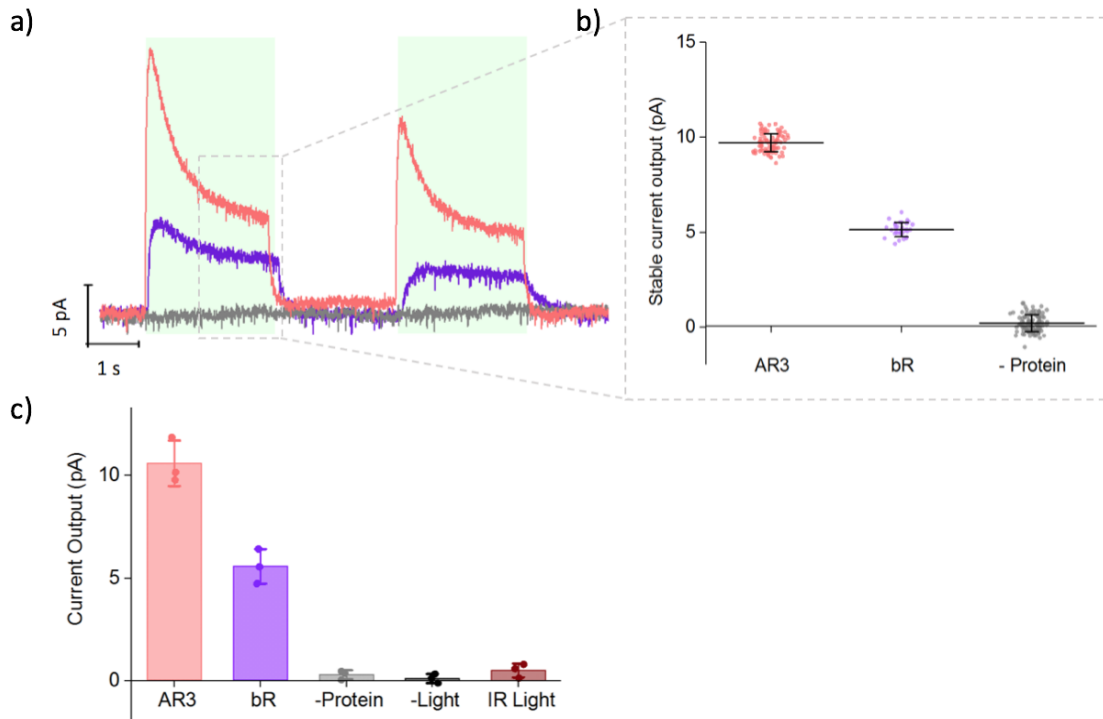 a)
5 pA
1 s
b)
Stable current output (pA)
15
10
5
0
AR3 bR - Protein
c)
Current Output (pA)
10
5
0
AR3 bR -Protein -Light IR Light